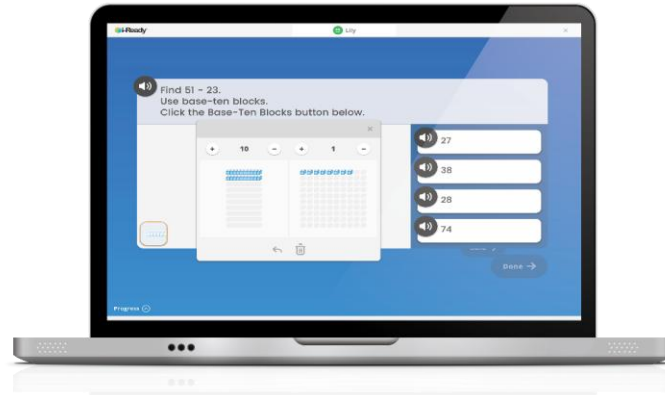 i-Ready
Lily
×
Find 51 - 23.
Use base-ten blocks.
Click the Base-Ten Blocks button below.
×
+ 10 - + 1 -
27
38
28
74
Done →
Progress